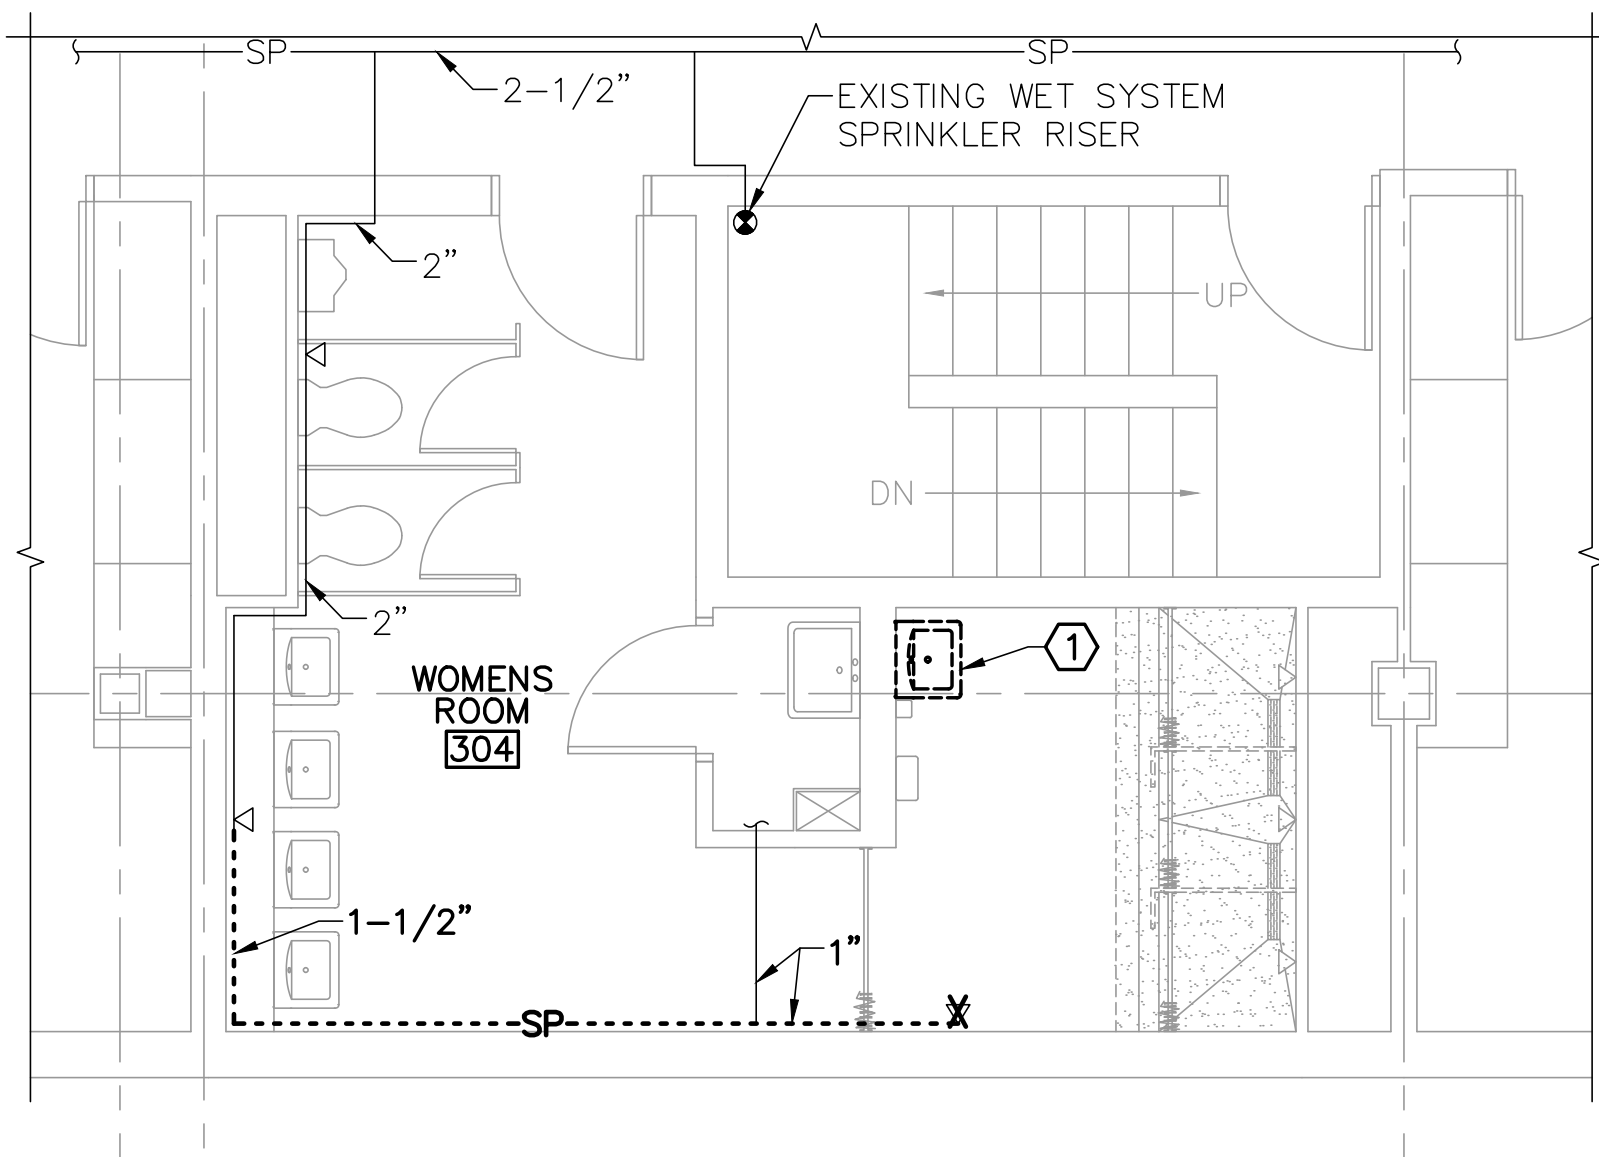 SP
SP
2-1/2”
EXISTING WET SYSTEM
SPRINKLER RISER
2”
UP
DN
2”
1
WOMENS
ROOM
304
1-1/2”
1”
SP
X